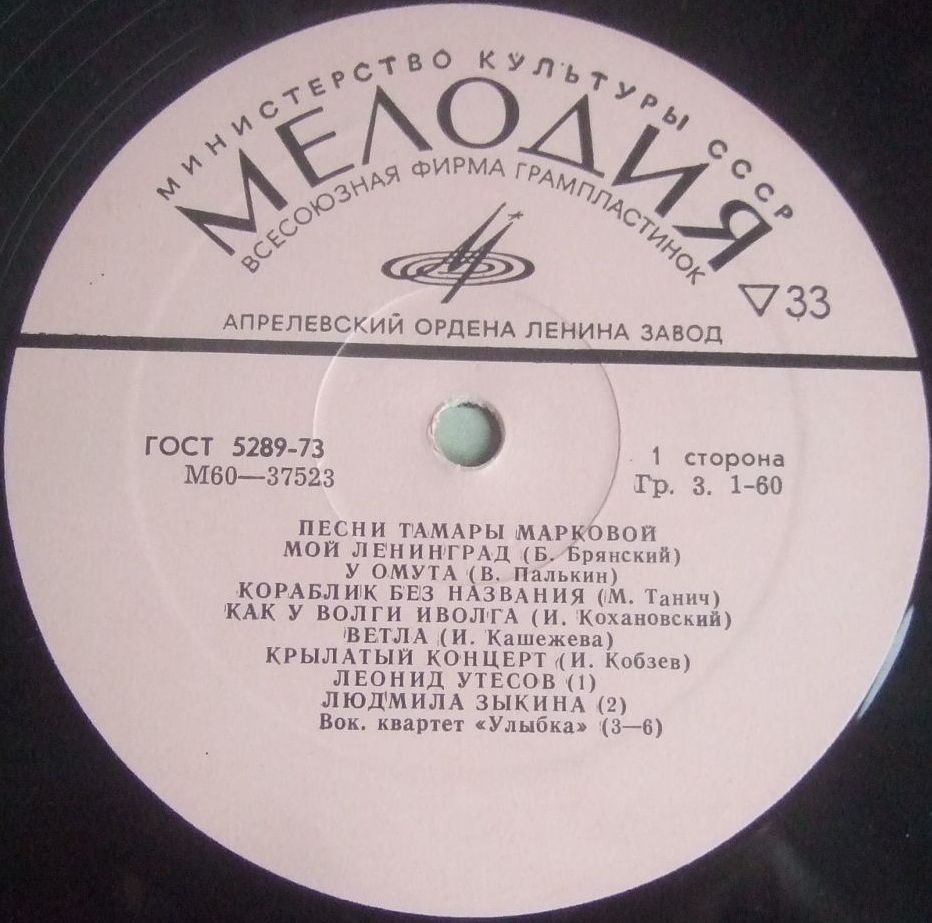 МИНИСТЕРСТВО КУЛЬТУРЫ СССР
МЕЛОДИЯ
ВСЕСОЮЗНАЯ ФИРМА ГРАМПЛАСТИНОК
▽33
АПРЕЛЕВСКИЙ ОРДЕНА ЛЕНИНА ЗАВОД
ГОСТ 5289-73
М60—37523
1 сторона
Гр. 3. 1-60
ПЕСНИ ТАМАРЫ МАРКОВОЙ
МОЙ ЛЕНИНГРАД (Б. Брянский)
У ОМУТА (В. Палькин)
КОРАБЛИК БЕЗ НАЗВАНИЯ (М. Танич)
КАК У ВОЛГИ ИВОЛГА (И. Кохановский)
ВЕТЛА (И. Кашежева)
КРЫЛАТЫЙ КОНЦЕРТ (И. Кобзев)
ЛЕОНИД УТЕСОВ (1)
ЛЮДМИЛА ЗЫКИНА (2)
Вок. квартет «Улыбка» (3—6)